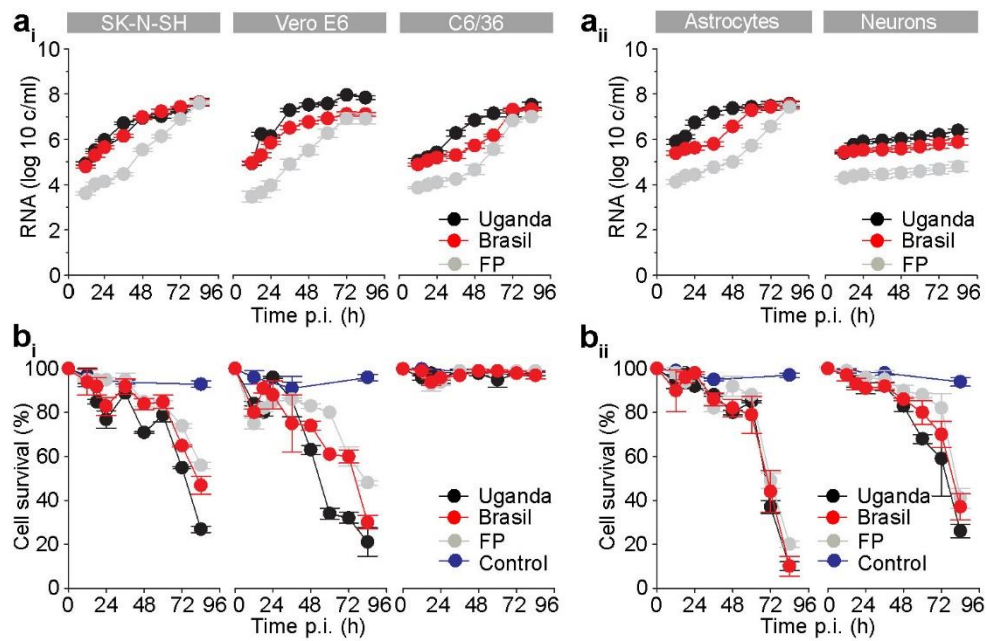 a i
SK-N-SH Vero E6 C6/36
RNA (log 10 c/ml)
10
8
6
4
2
0
Uganda
Brasil
FP
0 24 48 72 96 0 24 48 72 96 0 24 48 72 96
Time p.i. (h)
a ii
Astrocytes Neurons
RNA (log 10 c/ml)
10
8
6
4
2
0
Uganda
Brasil
FP
0 24 48 72 96 0 24 48 72 96
Time p.i. (h)
b i
Cell survival (%)
100
80
60
40
20
0
Uganda
Brasil
FP
Control
0 24 48 72 96 0 24 48 72 96 0 24 48 72 96
Time p.i. (h)
b ii
Cell survival (%)
100
80
60
40
20
0
Uganda
Brasil
FP
Control
0 24 48 72 96 0 24 48 72 96
Time p.i. (h)